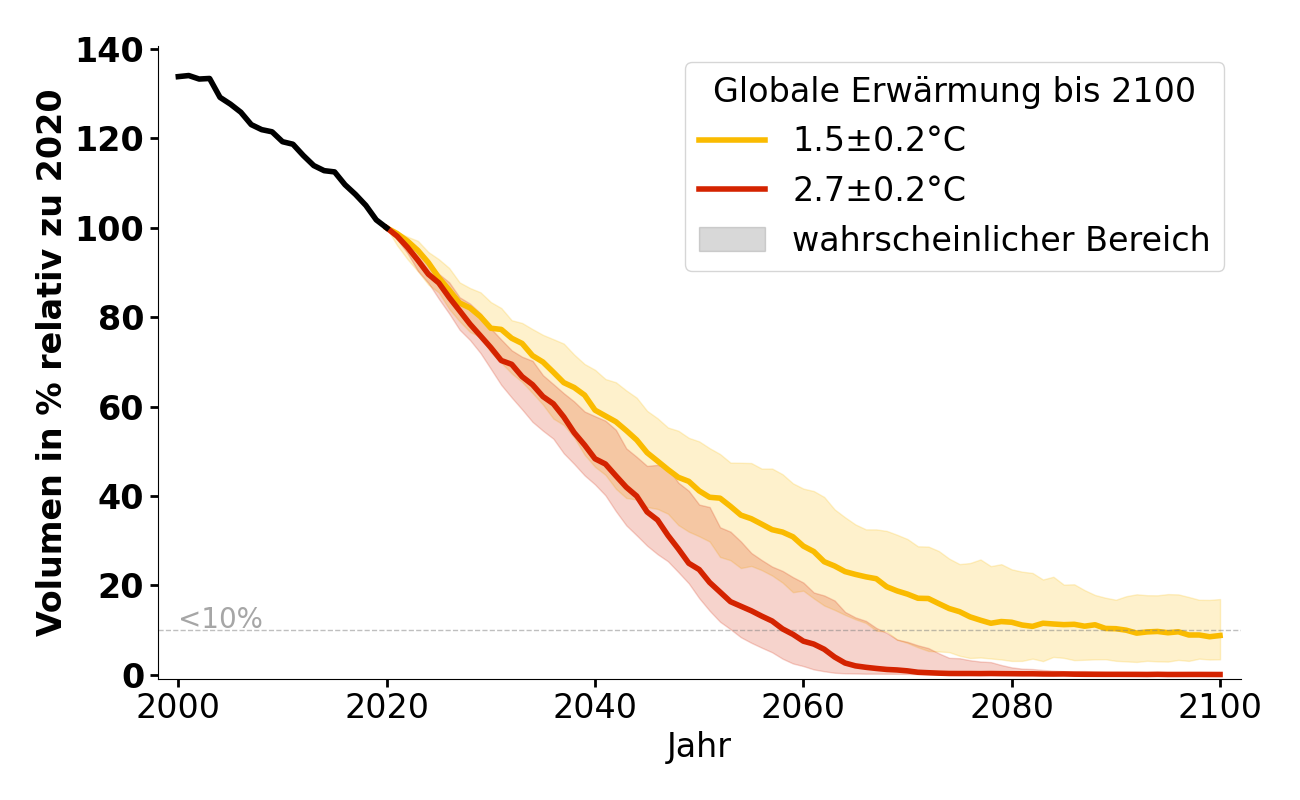 Volumen in % relativ zu 2020
140
120
100
80
60
40
20
0
<10%
Globale Erwärmung bis 2100
1.5±0.2°C
2.7±0.2°C
wahrscheinlicher Bereich
2000 2020 2040 2060 2080 2100
Jahr